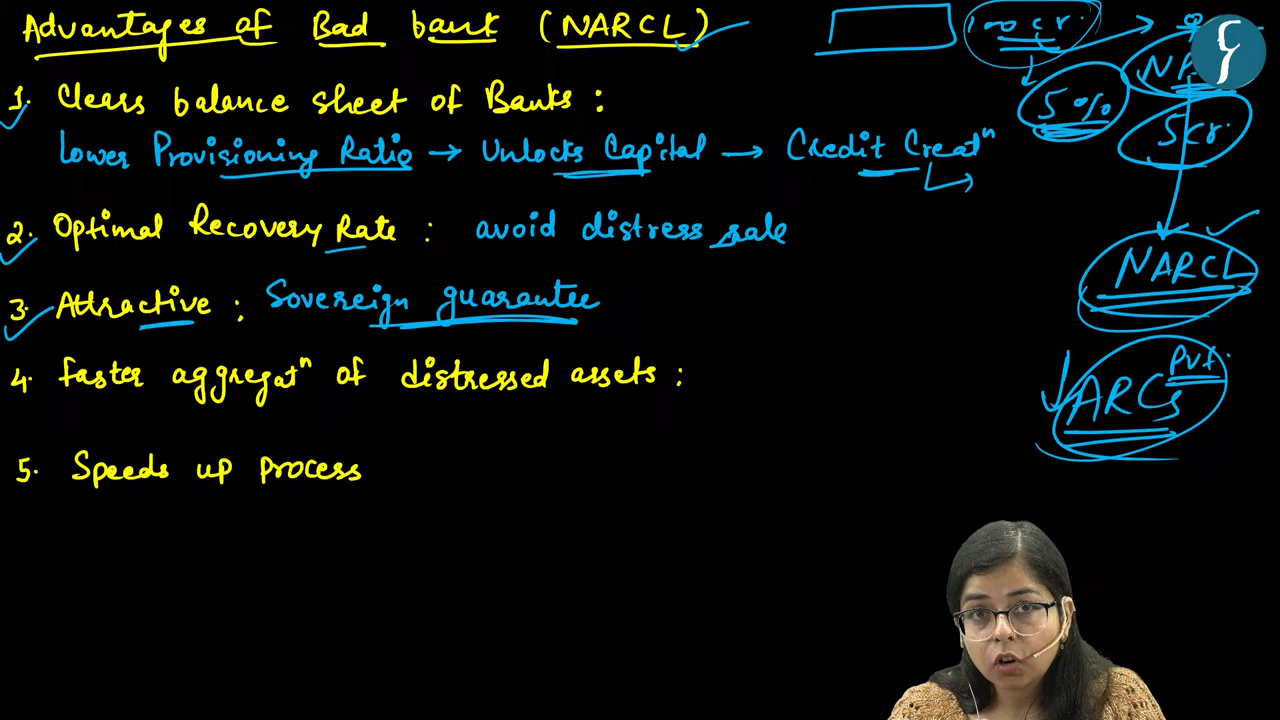 Advantages of Bad bank (NARCL)
1. Clears balance sheet of Banks :
Lower Provisioning Ratio → Unlocks Capital → Credit Creatⁿ
2. Optimal Recovery Rate : avoid distress sale
3. Attractive : Sovereign guarantee
4. faster aggregatⁿ of distressed assets :
5. Speeds up process
100 cr.
5%
5cr.
NARCL
Pvt.
ARCs